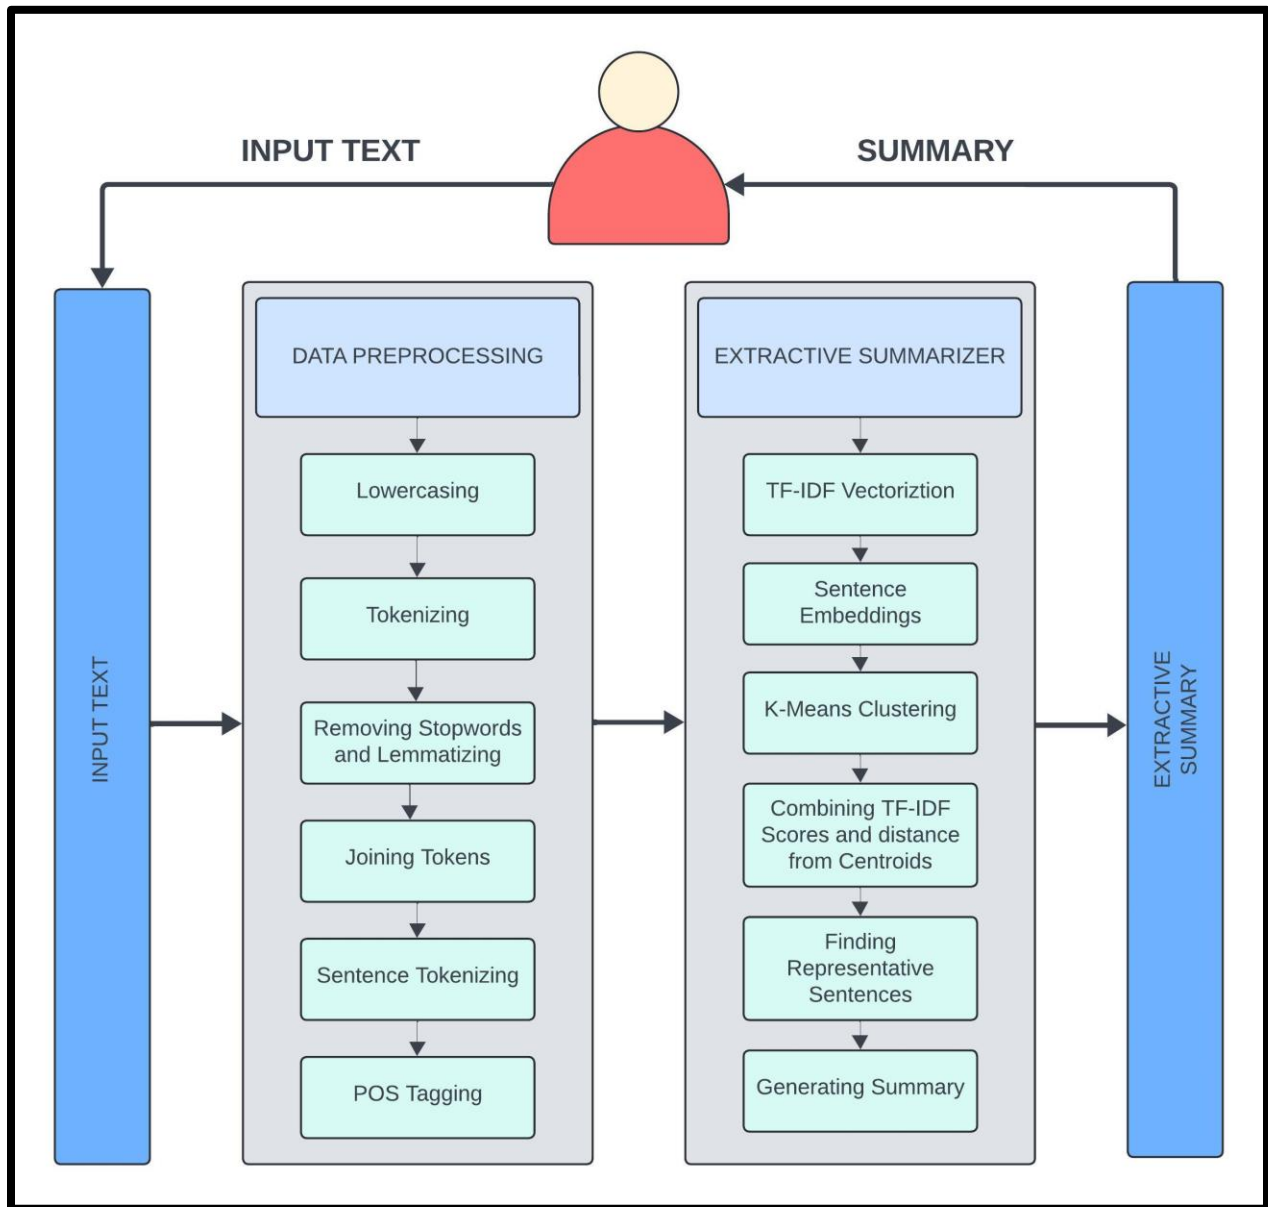 INPUT TEXT
SUMMARY
INPUT TEXT
DATA PREPROCESSING
Lowercasing
Tokenizing
Removing Stopwords
and Lemmatizing
Joining Tokens
Sentence Tokenizing
POS Tagging
EXTRACTIVE SUMMARIZER
TF-IDF Vectoriztion
Sentence
Embeddings
K-Means Clustering
Combining TF-IDF
Scores and distance
from Centroids
Finding
Representative
Sentences
Generating Summary
EXTRACTIVE
SUMMARY